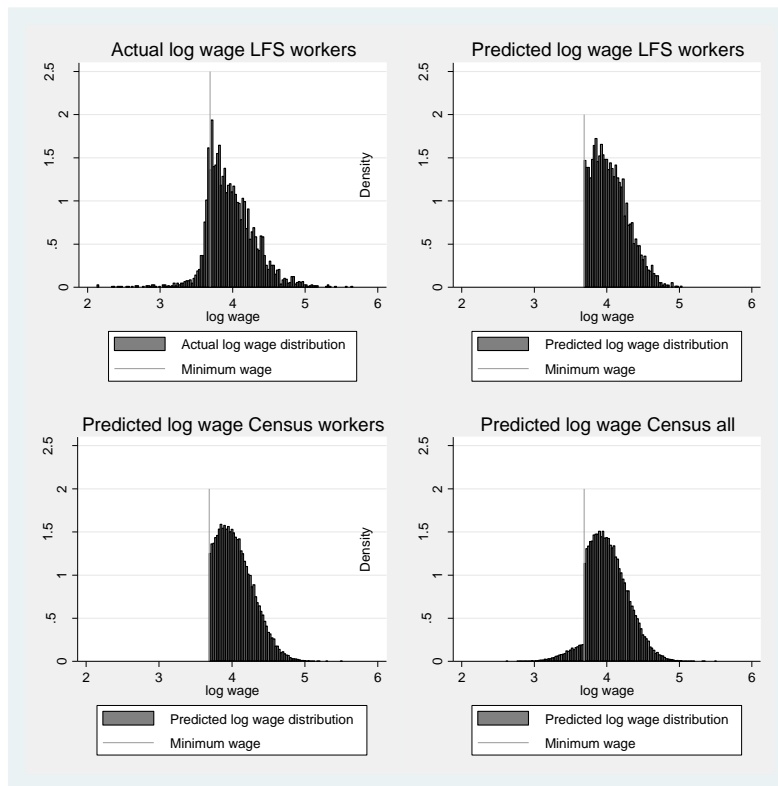 Actual log wage LFS workers
2.5
2
1.5
1
.5
0
Density
2 3 4 5 6
log wage
Actual log wage distribution
Minimum wage
Predicted log wage LFS workers
2.5
2
1.5
1
.5
0
2 3 4 5 6
log wage
Predicted log wage distribution
Minimum wage
Predicted log wage Census workers
2.5
2
1.5
1
.5
0
Density
2 3 4 5 6
log wage
Predicted log wage distribution
Minimum wage
Predicted log wage Census all
2.5
2
1.5
1
.5
0
2 3 4 5 6
log wage
Predicted log wage distribution
Minimum wage